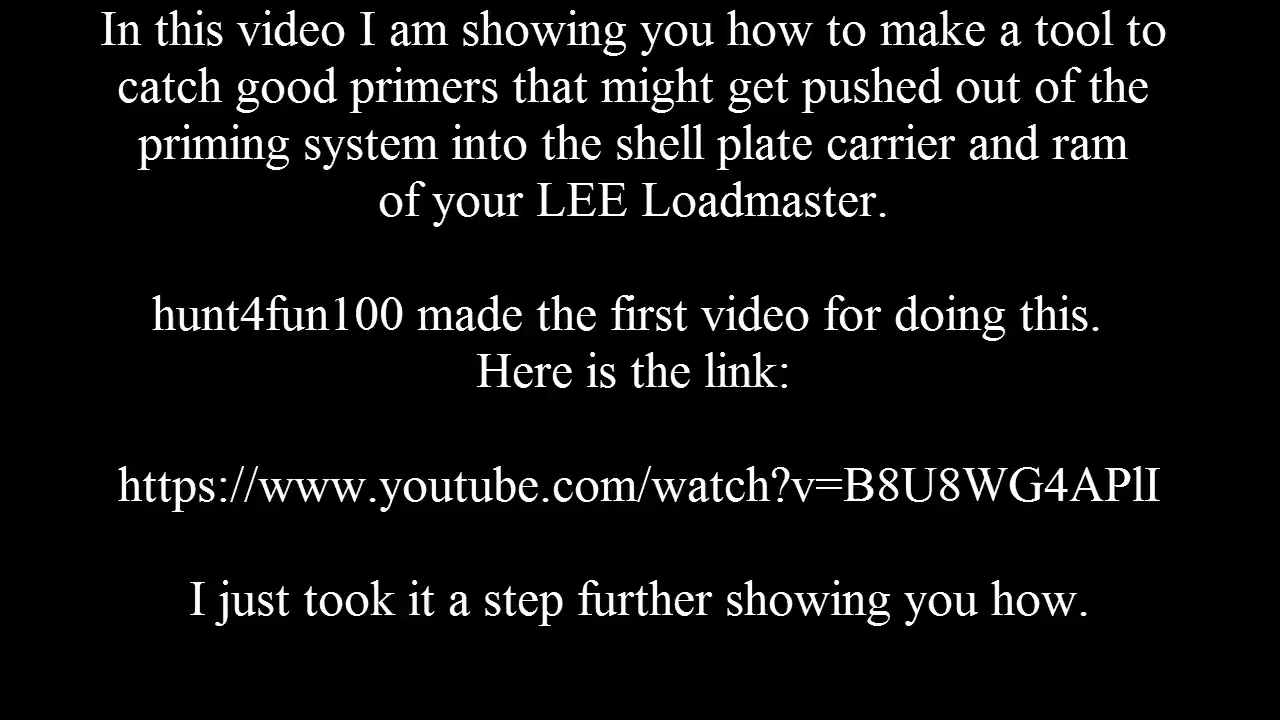 In this video I am showing you how to make a tool to
catch good primers that might get pushed out of the
priming system into the shell plate carrier and ram
of your LEE Loadmaster.
hunt4fun100 made the first video for doing this.
Here is the link:
https://www.youtube.com/watch?v=B8U8WG4APlI
I just took it a step further showing you how.